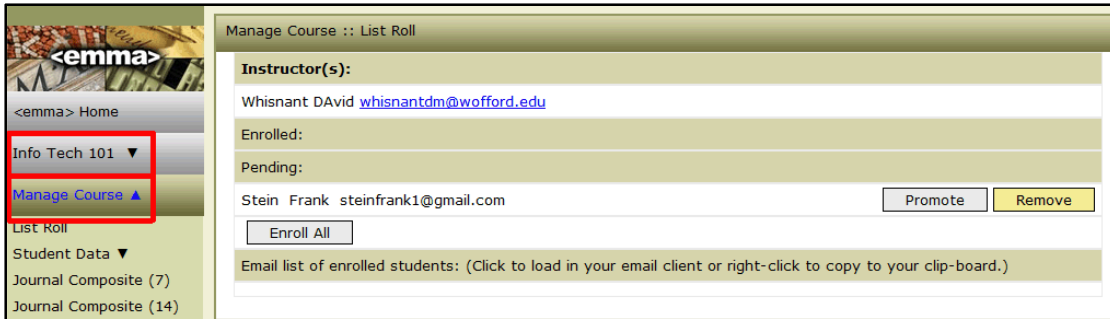 <emma>
<emma> Home
Info Tech 101 ▼
Manage Course ▲
List Roll
Student Data ▼
Journal Composite (7)
Journal Composite (14)
Manage Course :: List Roll
Instructor(s):
Whisnant DAvid whisnantdm@wofford.edu
Enrolled:
Pending:
Stein Frank steinfrank1@gmail.com Promote Remove
Enroll All
Email list of enrolled students: (Click to load in your email client or right-click to copy to your clip-board.)